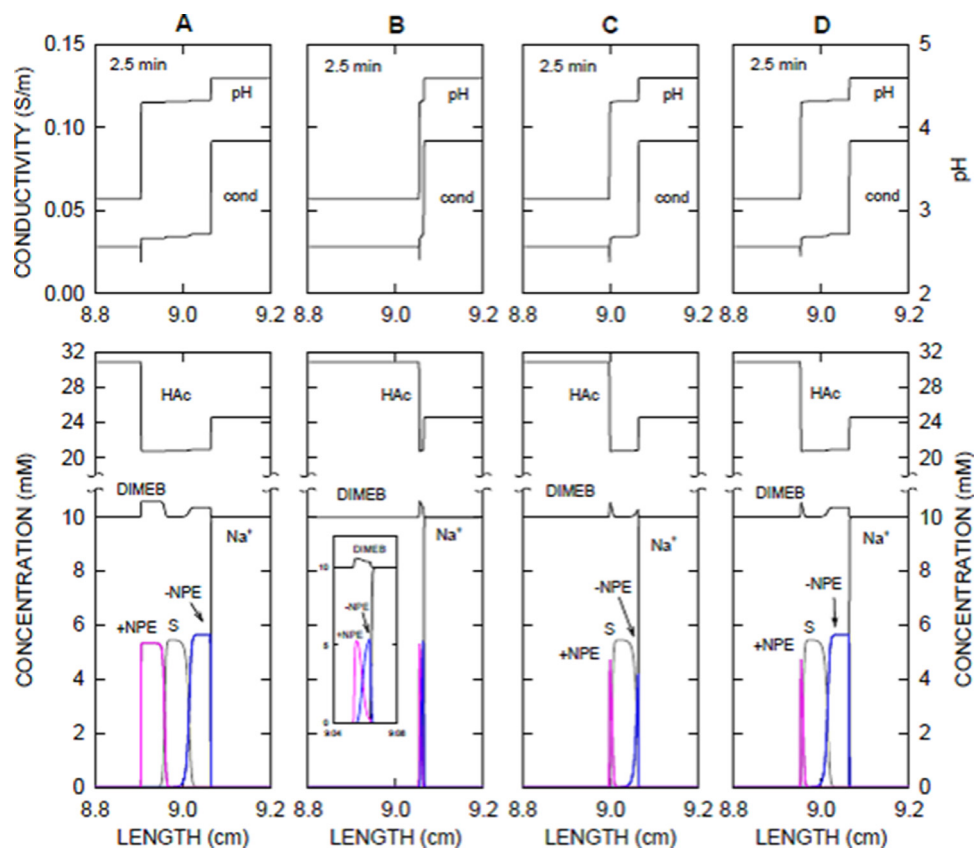 A B C D
0.15 2.5 min 2.5 min 2.5 min 2.5 min 5
pH pH pH pH
0.10 4
CONDUCTIVITY (S/m) pH
cond cond cond cond
0.05 3
0.00 2
8.8 9.0 9.2 8.8 9.0 9.2 8.8 9.0 9.2 8.8 9.0 9.2
32 32
28 HAc HAc HAc HAc 28
24 24
20 20
DIMEB DIMEB DIMEB DIMEB
10 10
Na+ Na+ Na+ Na+
DIMEB
10
8 8
-NPE -NPE -NPE -NPE
+NPE
6 S 5 S S 6
+NPE +NPE +NPE
4 4
2 2
0
9.04 9.08
0 0
8.8 9.0 9.2 8.8 9.0 9.2 8.8 9.0 9.2 8.8 9.0 9.2
LENGTH (cm) LENGTH (cm) LENGTH (cm) LENGTH (cm)
CONCENTRATION (mM) CONCENTRATION (mM)